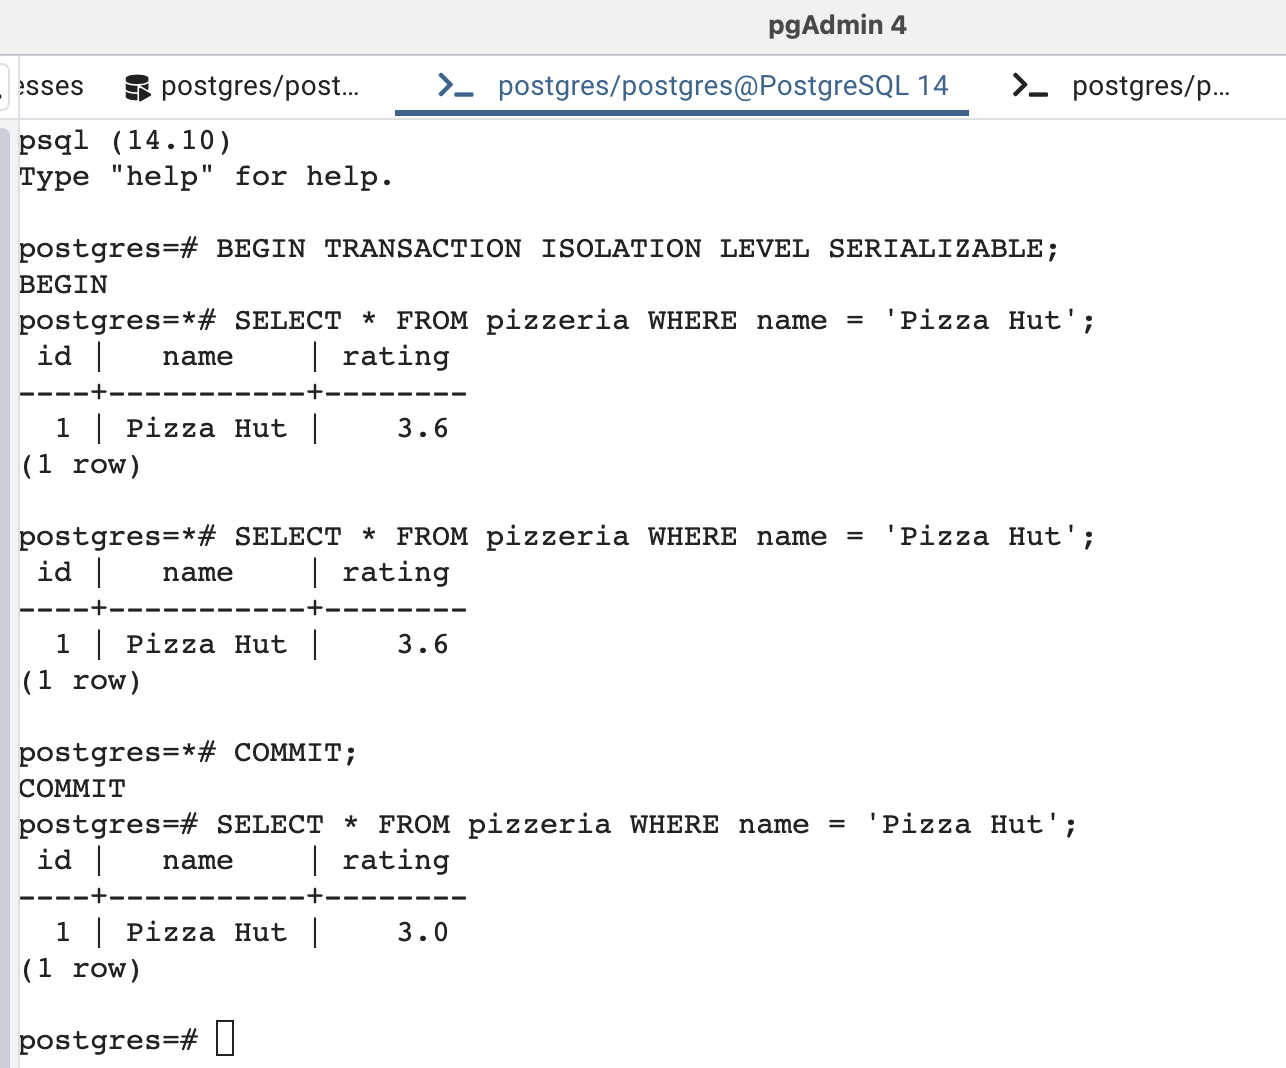 pgAdmin 4
esses postgres/post... postgres/postgres@PostgreSQL 14 postgres/p...
psql (14.10)
Type "help" for help.
postgres=# BEGIN TRANSACTION ISOLATION LEVEL SERIALIZABLE;
BEGIN
postgres=*# SELECT * FROM pizzeria WHERE name = 'Pizza Hut';
 id |   name    | rating
----+-----------+--------
  1 | Pizza Hut |    3.6
(1 row)
postgres=*# SELECT * FROM pizzeria WHERE name = 'Pizza Hut';
 id |   name    | rating
----+-----------+--------
  1 | Pizza Hut |    3.6
(1 row)
postgres=*# COMMIT;
COMMIT
postgres=# SELECT * FROM pizzeria WHERE name = 'Pizza Hut';
 id |   name    | rating
----+-----------+--------
  1 | Pizza Hut |    3.0
(1 row)
postgres=#